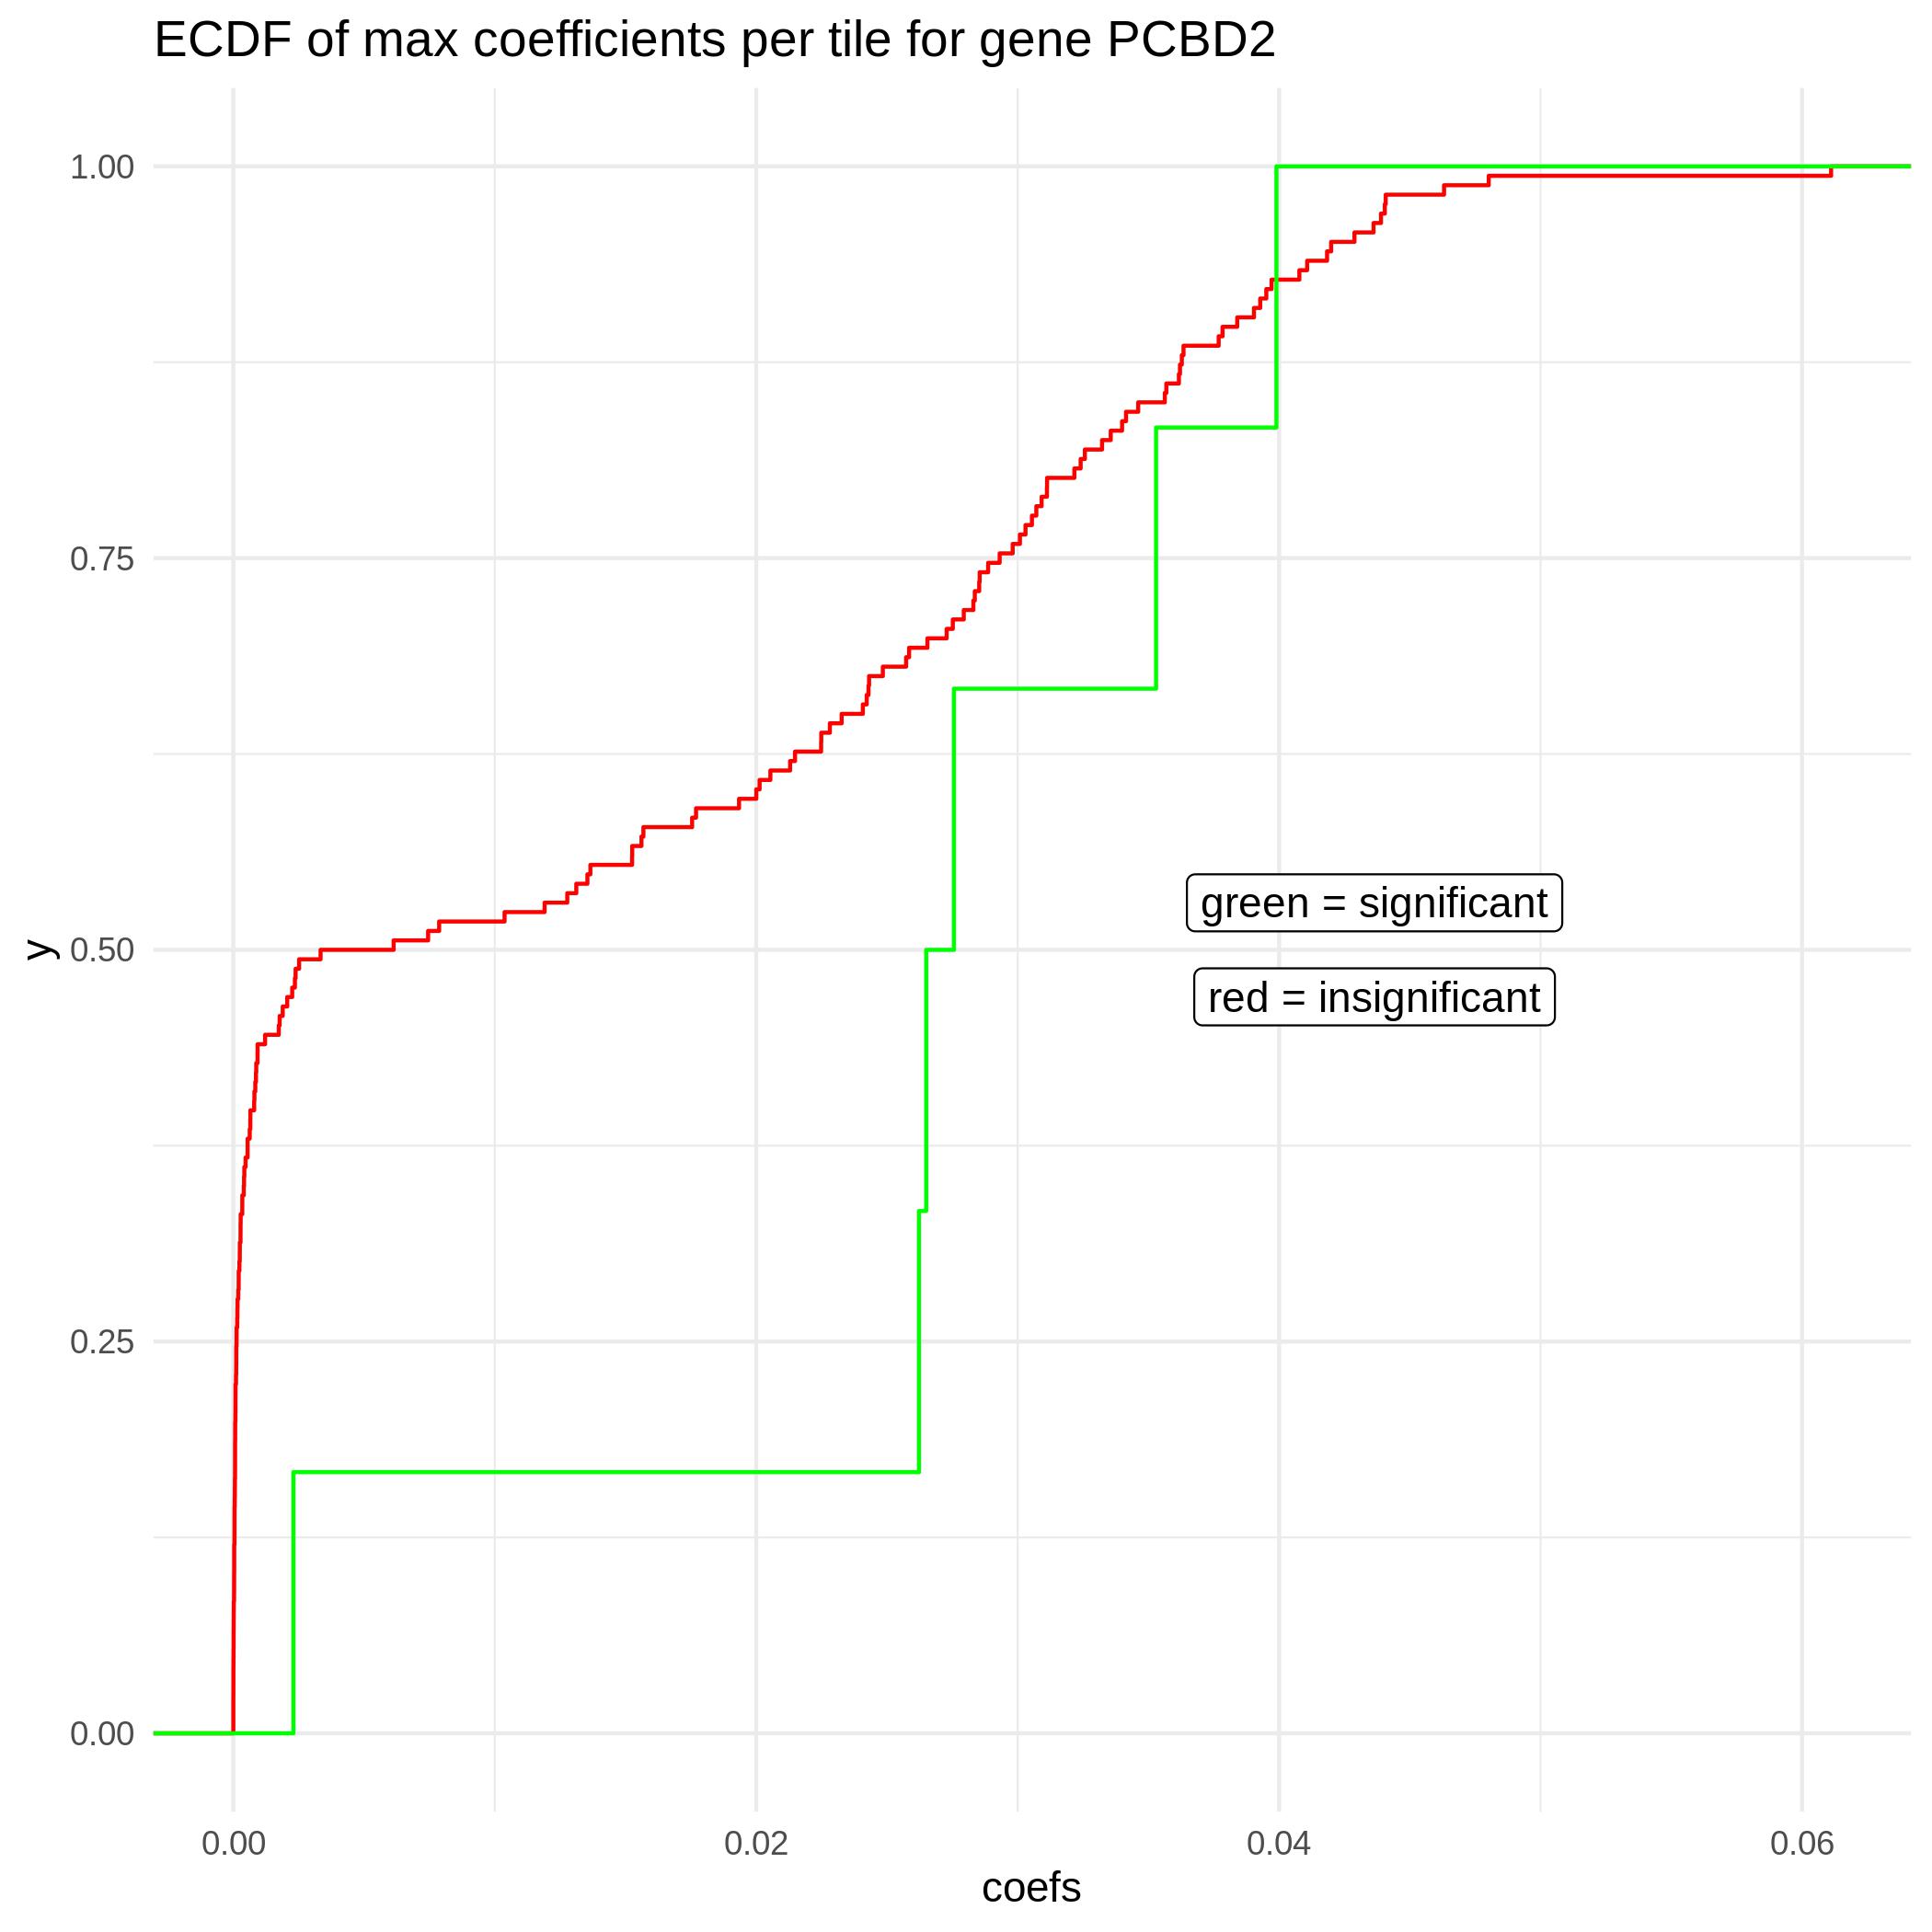 ECDF of max coefficients per tile for gene PCBD2
1.00
0.75
0.50
0.25
0.00
y
green = significant
red = insignificant
0.00 0.02 0.04 0.06
coefs